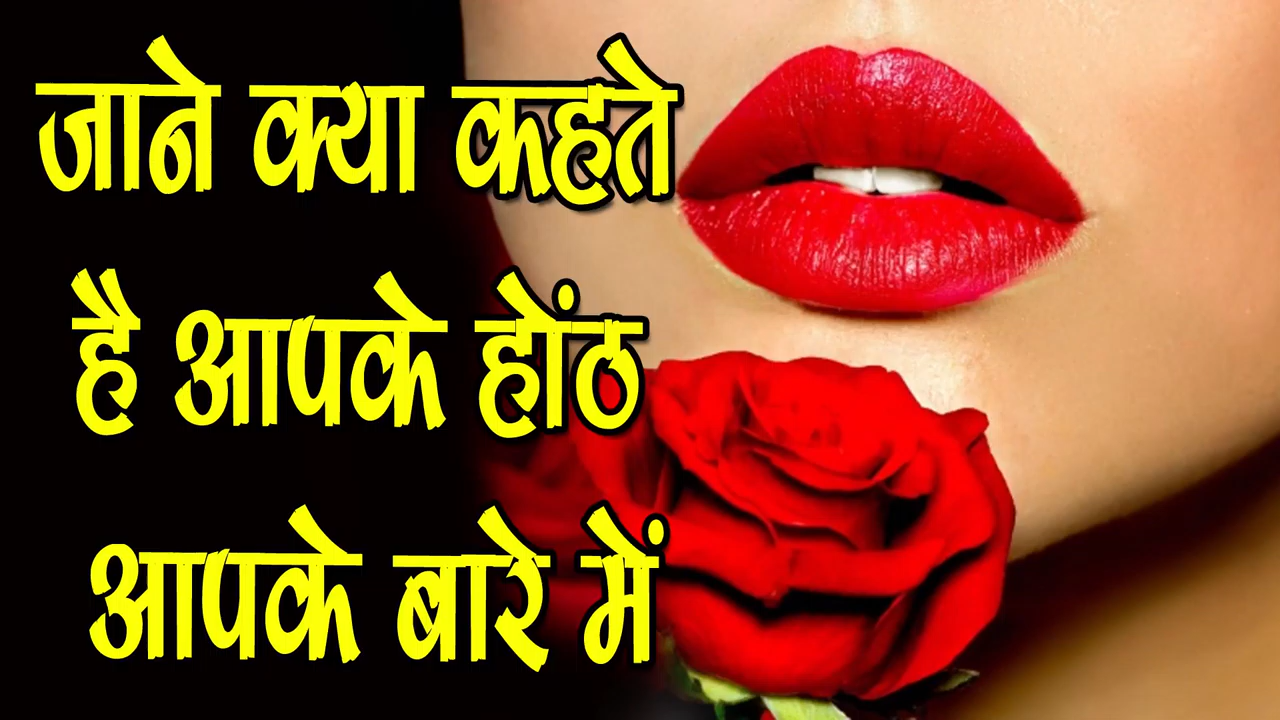 जाने क्या कहते
है आपके होंठ
आपके बारे में